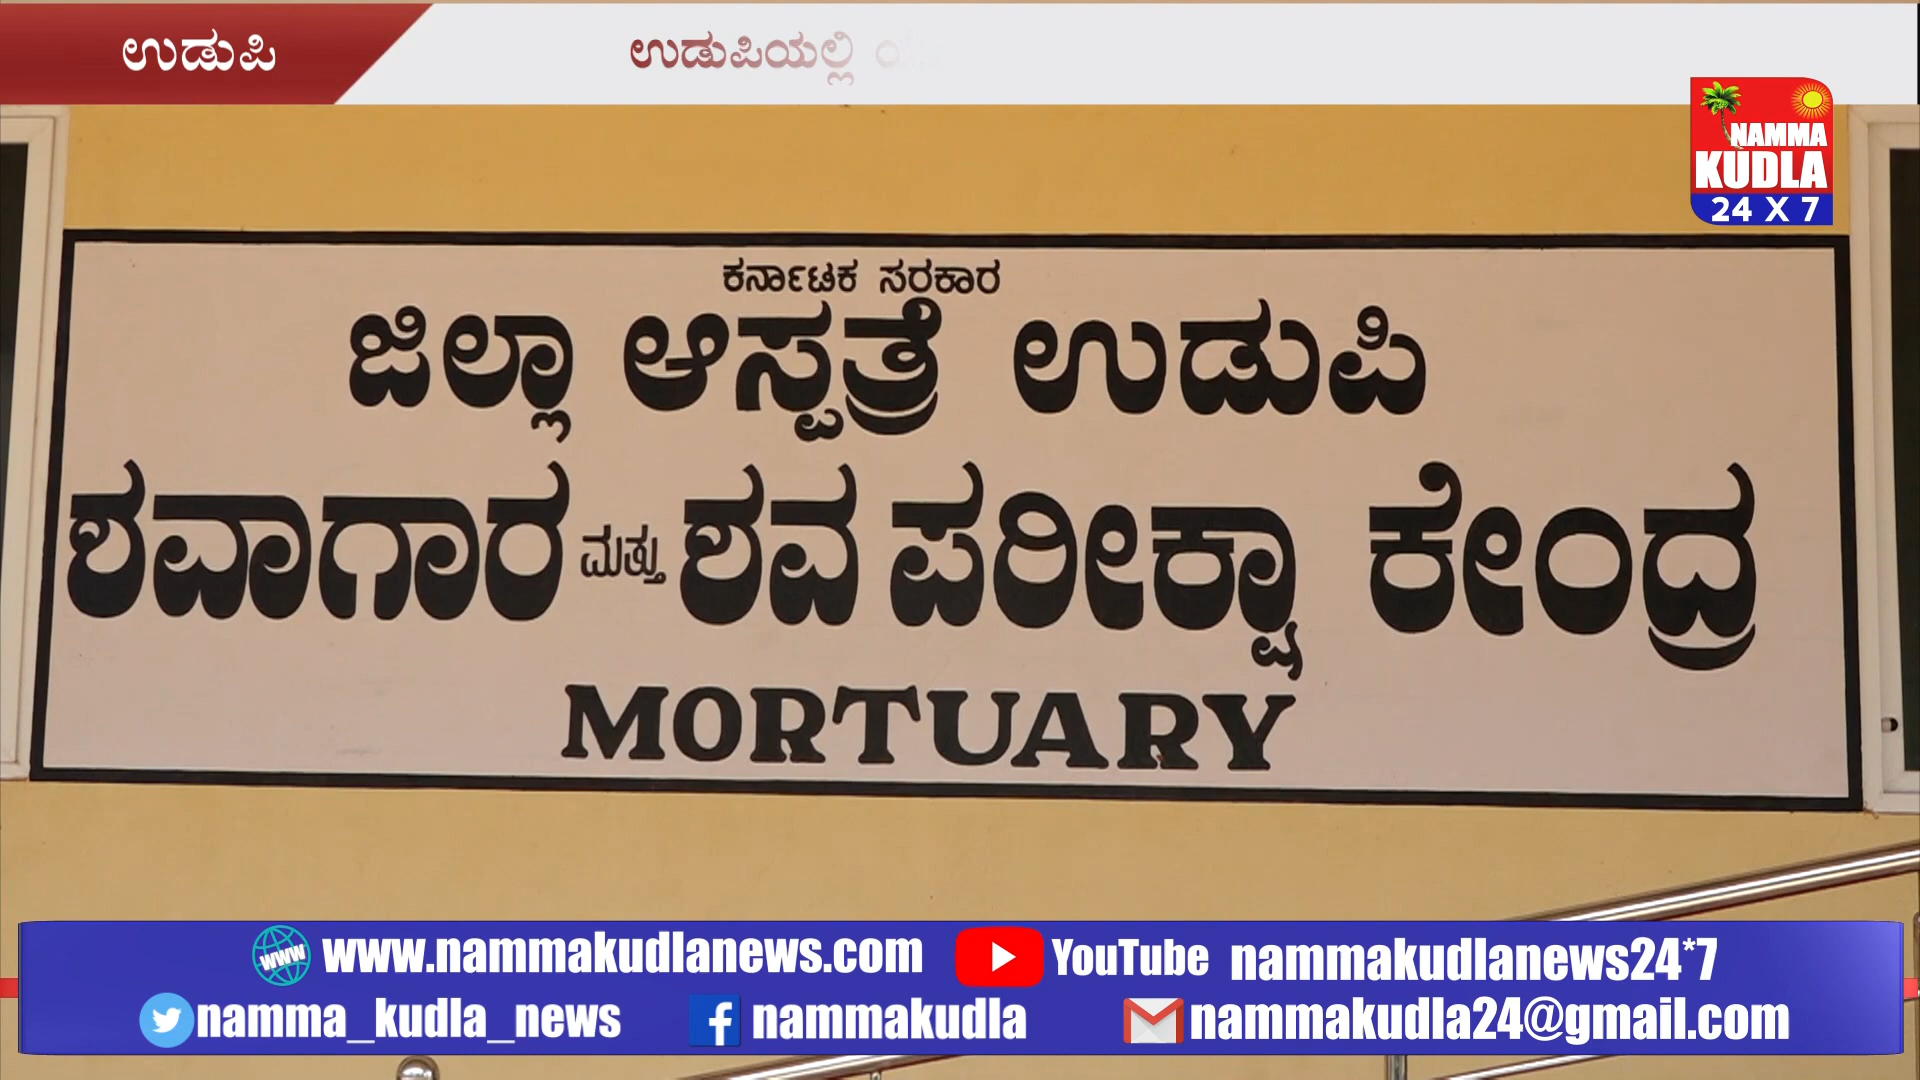 ಉಡುಪಿ
ಉಡುಪಿಯಲ್ಲಿ
NAMMA
KUDLA
24 X 7
ಕರ್ನಾಟಕ ಸರಕಾರ
ಜಿಲ್ಲಾ ಆಸ್ಪತ್ರೆ ಉಡುಪಿ
ಶವಾಗಾರ ಮತ್ತು ಶವ ಪರೀಕ್ಷಾ ಕೇಂದ್ರ
MORTUARY
www www.nammakudlanews.com YouTube nammakudlanews24*7
namma_kudla_news nammakudla nammakudla24@gmail.com